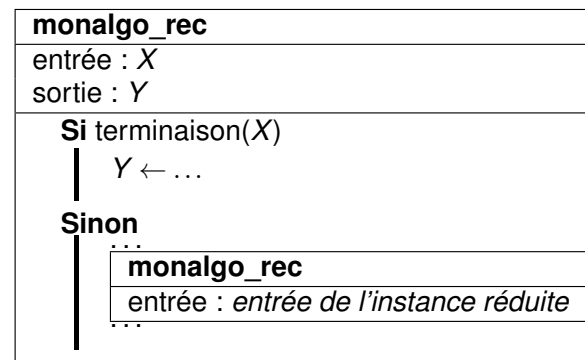 monalgo_rec
entrée : X
sortie : Y
Si terminaison(X)
Y ← ...
Sinon
...
monalgo_rec
entrée : entrée de l'instance réduite
...